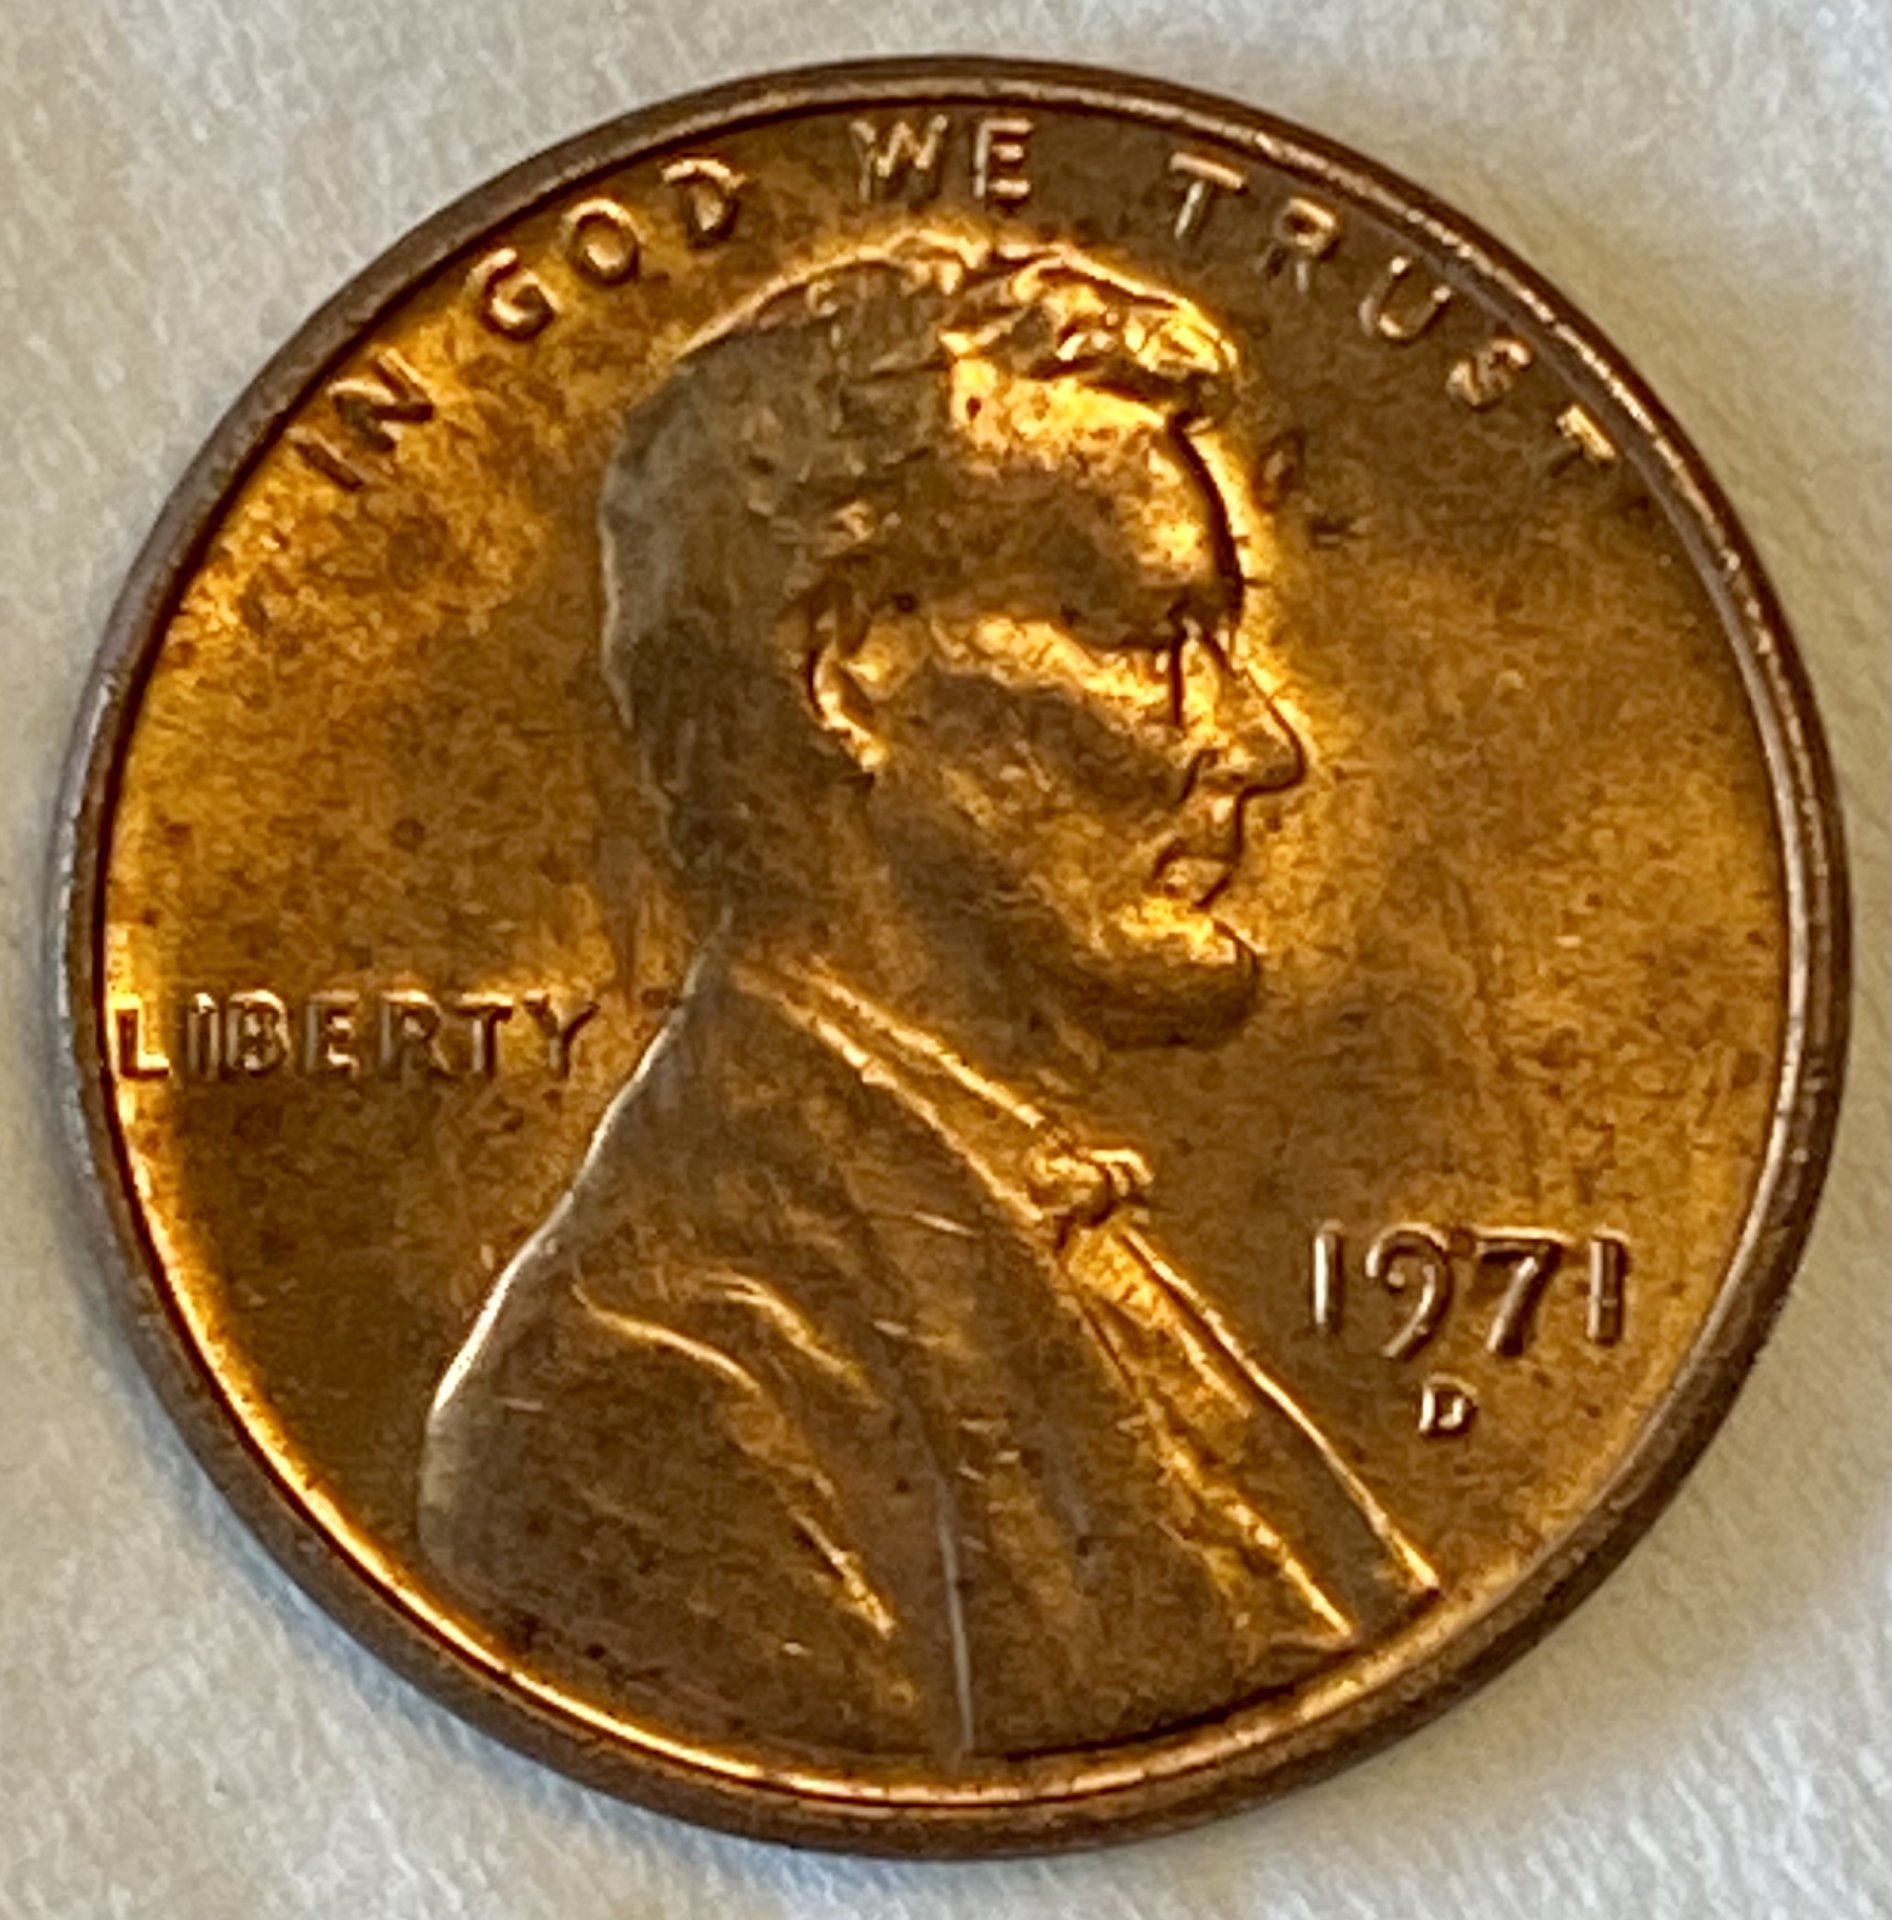 IN GOD WE TRUST
LIBERTY
1971
D